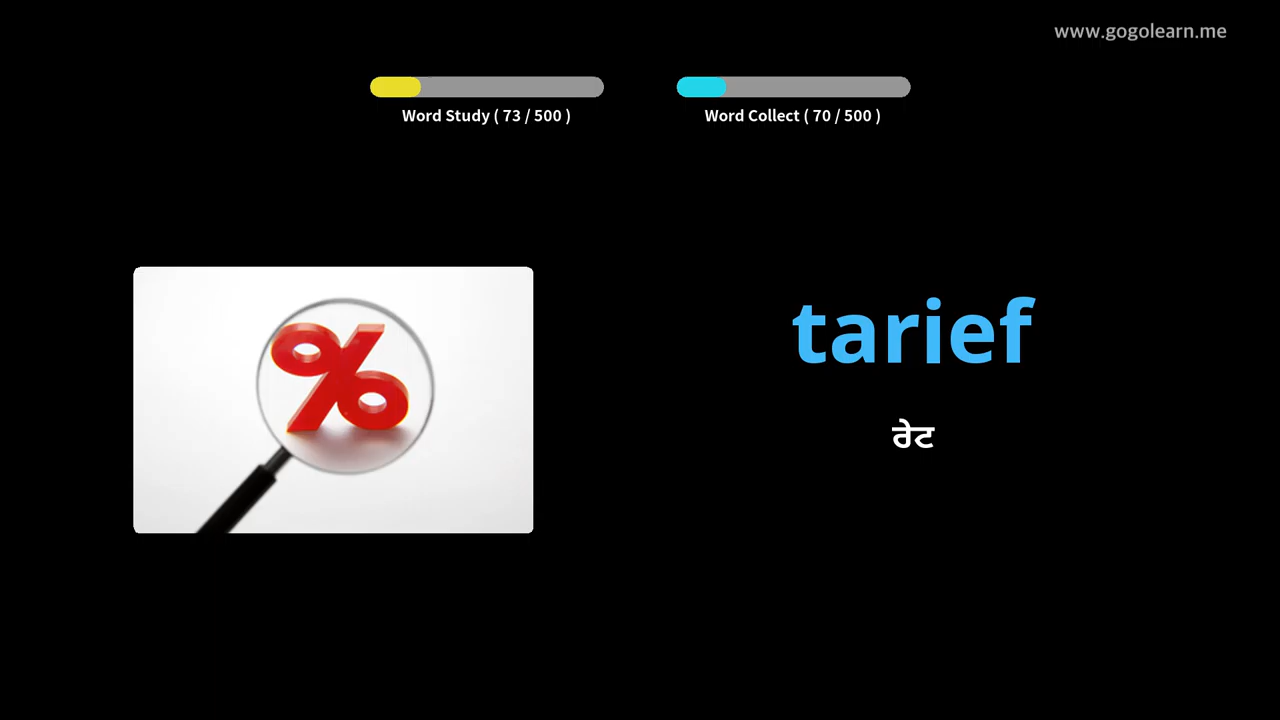 www.gogolearn.me
Word Study ( 73 / 500 )
Word Collect ( 70 / 500 )
%
tarief
ਰੇਟ